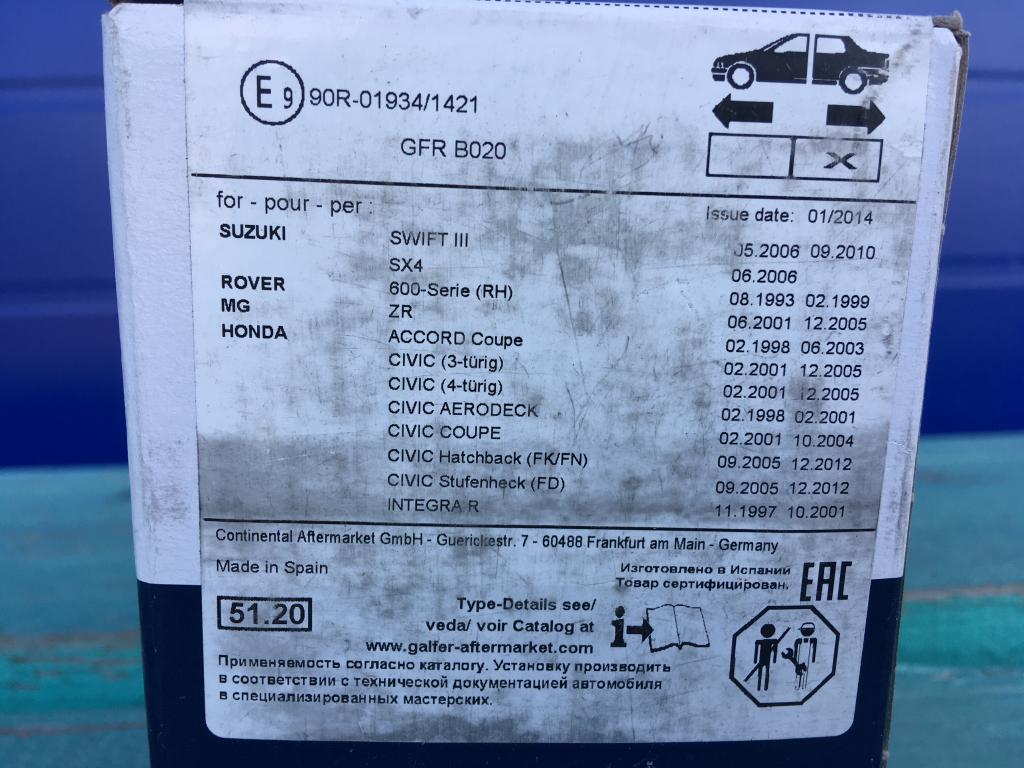 E 9 90R-01934/1421
GFR B020
X
for - pour - per :
Issue date: 01/2014
SUZUKI SWIFT III 05.2006 09.2010
SX4 06.2006
ROVER 600-Serie (RH) 08.1993 02.1999
MG ZR 06.2001 12.2005
HONDA ACCORD Coupe 02.1998 06.2003
CIVIC (3-türig) 02.2001 12.2005
CIVIC (4-türig) 02.2001 12.2005
CIVIC AERODECK 02.1998 02.2001
CIVIC COUPE 02.2001 10.2004
CIVIC Hatchback (FK/FN) 09.2005 12.2012
CIVIC Stufenheck (FD) 09.2005 12.2012
INTEGRA R 11.1997 10.2001
Continental Aftermarket GmbH - Guerickestr. 7 - 60488 Frankfurt am Main - Germany
Made in Spain
Изготовлено в Испании
Товар сертифицирован.
EAC
51.20
Type-Details see/
veda/ voir Catalog at
www.galfer-aftermarket.com
i
Применяемость согласно каталогу. Установку производить
в соответствии с технической документацией автомобиля
в специализированных мастерских.